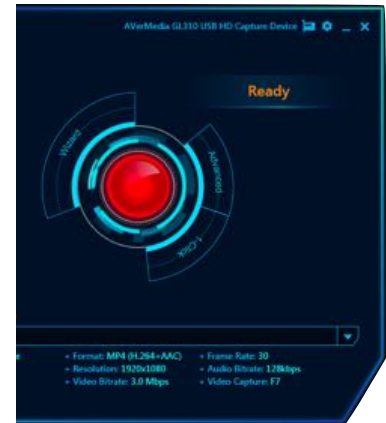 AVerMedia GL310 USB HD Capture Device
Ready
Wizard
Advanced
1-Click
• Format: MP4 (H.264+AAC)
• Frame Rate: 30
• Resolution: 1920x1080
• Audio Bitrate: 128kbps
• Video Bitrate: 3.0 Mbps
• Video Capture: F7